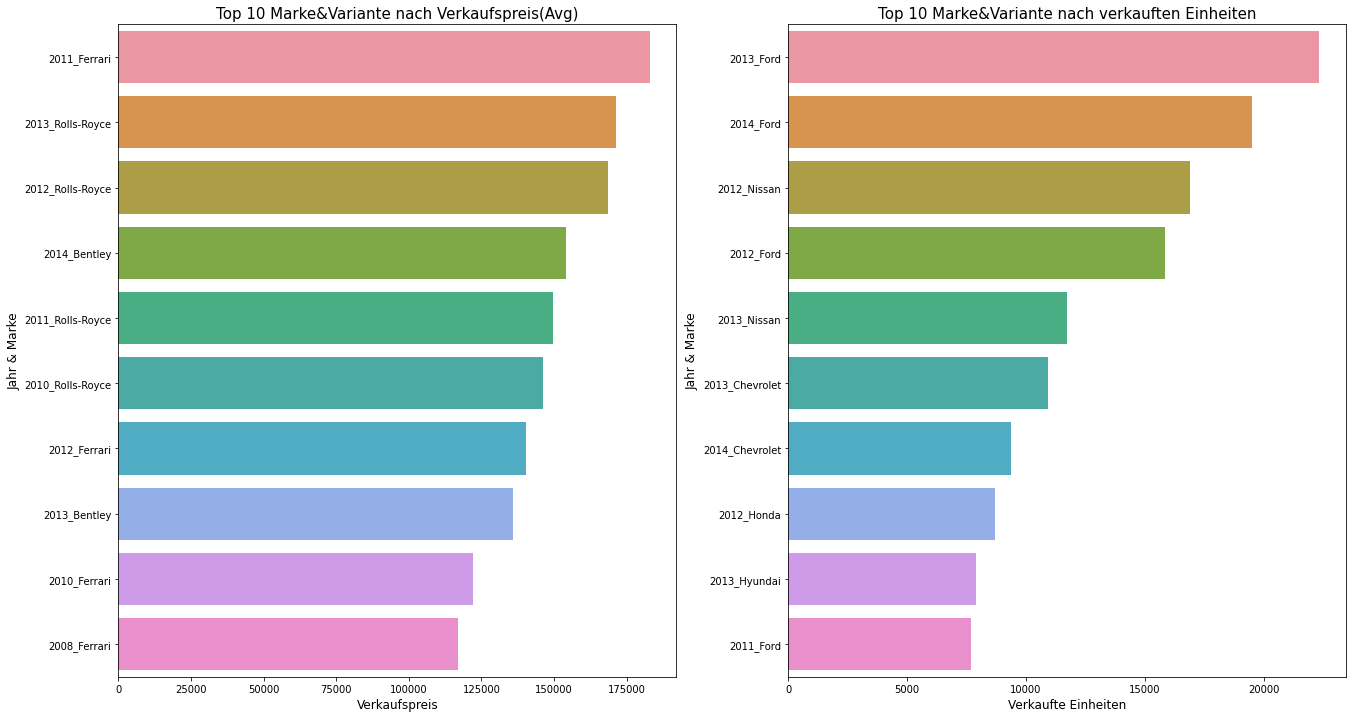 Top 10 Marke&Variante nach Verkaufspreis(Avg)
Jahr & Marke
2011_Ferrari
2013_Rolls-Royce
2012_Rolls-Royce
2014_Bentley
2011_Rolls-Royce
2010_Rolls-Royce
2012_Ferrari
2013_Bentley
2010_Ferrari
2008_Ferrari
0 25000 50000 75000 100000 125000 150000 175000
Verkaufspreis
Top 10 Marke&Variante nach verkauften Einheiten
Jahr & Marke
2013_Ford
2014_Ford
2012_Nissan
2012_Ford
2013_Nissan
2013_Chevrolet
2014_Chevrolet
2012_Honda
2013_Hyundai
2011_Ford
0 5000 10000 15000 20000
Verkaufte Einheiten